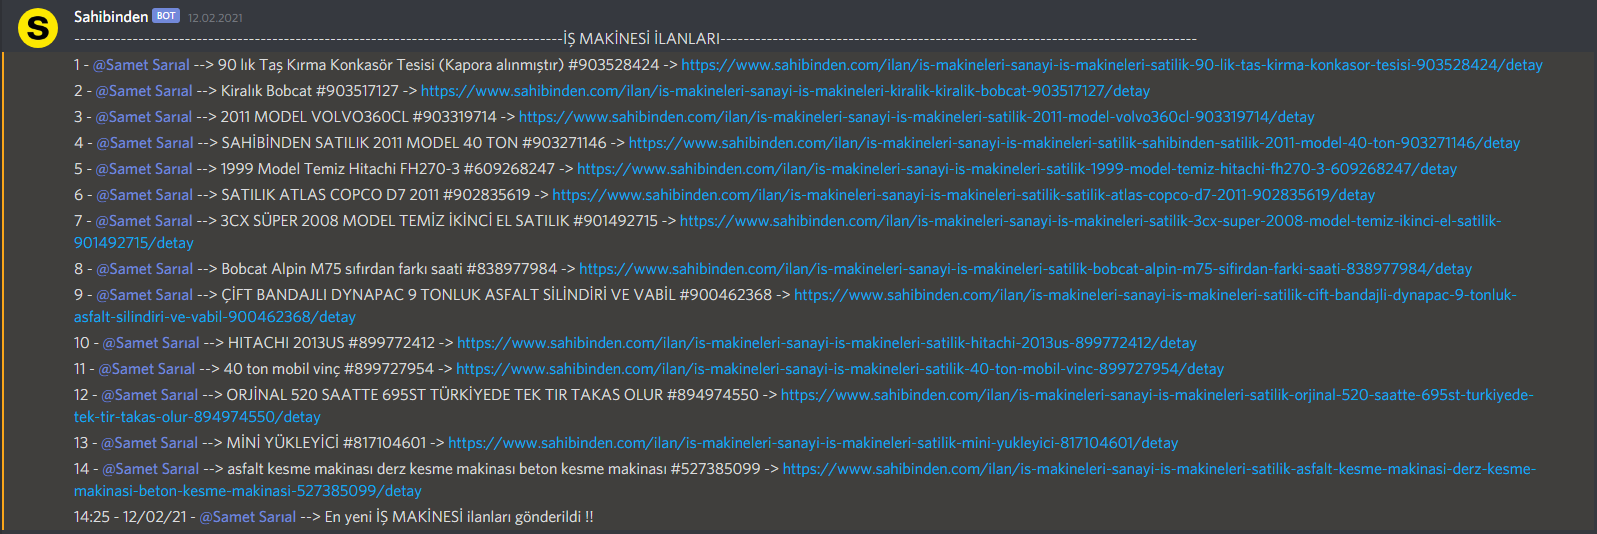 Sahibinden BOT 12.02.2021
------------------------------------------------------------------------------------İŞ MAKİNESİ İLANLARI----------------------------------------------------------------------------------
1 - @Samet Sarıal --> 90 lık Taş Kırma Konkasör Tesisi (Kapora alınmıştır) #903528424 -> https://www.sahibinden.com/ilan/is-makineleri-sanayi-is-makineleri-satilik-90-lik-tas-kirma-konkasor-tesisi-903528424/detay
2 - @Samet Sarıal --> Kiralık Bobcat #903517127 -> https://www.sahibinden.com/ilan/is-makineleri-sanayi-is-makineleri-kiralik-kiralik-bobcat-903517127/detay
3 - @Samet Sarıal --> 2011 MODEL VOLVO360CL #903319714 -> https://www.sahibinden.com/ilan/is-makineleri-sanayi-is-makineleri-satilik-2011-model-volvo360cl-903319714/detay
4 - @Samet Sarıal --> SAHİBİNDEN SATILIK 2011 MODEL 40 TON #903271146 -> https://www.sahibinden.com/ilan/is-makineleri-sanayi-is-makineleri-satilik-sahibinden-satilik-2011-model-40-ton-903271146/detay
5 - @Samet Sarıal --> 1999 Model Temiz Hitachi FH270-3 #609268247 -> https://www.sahibinden.com/ilan/is-makineleri-sanayi-is-makineleri-satilik-1999-model-temiz-hitachi-fh270-3-609268247/detay
6 - @Samet Sarıal --> SATILIK ATLAS COPCO D7 2011 #902835619 -> https://www.sahibinden.com/ilan/is-makineleri-sanayi-is-makineleri-satilik-satilik-atlas-copco-d7-2011-902835619/detay
7 - @Samet Sarıal --> 3CX SÜPER 2008 MODEL TEMİZ İKİNCİ EL SATILIK #901492715 -> https://www.sahibinden.com/ilan/is-makineleri-sanayi-is-makineleri-satilik-3cx-super-2008-model-temiz-ikinci-el-satilik-
901492715/detay
8 - @Samet Sarıal --> Bobcat Alpin M75 sıfırdan farkı saati #838977984 -> https://www.sahibinden.com/ilan/is-makineleri-sanayi-is-makineleri-satilik-bobcat-alpin-m75-sifirdan-farki-saati-838977984/detay
9 - @Samet Sarıal --> ÇİFT BANDAJLI DYNAPAC 9 TONLUK ASFALT SİLİNDİRİ VE VABİL #900462368 -> https://www.sahibinden.com/ilan/is-makineleri-sanayi-is-makineleri-satilik-cift-bandajli-dynapac-9-tonluk-
asfalt-silindiri-ve-vabil-900462368/detay
10 - @Samet Sarıal --> HITACHI 2013US #899772412 -> https://www.sahibinden.com/ilan/is-makineleri-sanayi-is-makineleri-satilik-hitachi-2013us-899772412/detay
11 - @Samet Sarıal --> 40 ton mobil vinç #899727954 -> https://www.sahibinden.com/ilan/is-makineleri-sanayi-is-makineleri-satilik-40-ton-mobil-vinc-899727954/detay
12 - @Samet Sarıal --> ORJİNAL 520 SAATTE 695ST TÜRKİYEDE TEK TIR TAKAS OLUR #894974550 -> https://www.sahibinden.com/ilan/is-makineleri-sanayi-is-makineleri-satilik-orjinal-520-saatte-695st-turkiyede-
tek-tir-takas-olur-894974550/detay
13 - @Samet Sarıal --> MİNİ YÜKLEYİCİ #817104601 -> https://www.sahibinden.com/ilan/is-makineleri-sanayi-is-makineleri-satilik-mini-yukleyici-817104601/detay
14 - @Samet Sarıal --> asfalt kesme makinası derz kesme makinası beton kesme makinası #527385099 -> https://www.sahibinden.com/ilan/is-makineleri-sanayi-is-makineleri-satilik-asfalt-kesme-makinasi-derz-kesme-
makinasi-beton-kesme-makinasi-527385099/detay
14:25 - 12/02/21 - @Samet Sarıal --> En yeni İŞ MAKİNESİ ilanları gönderildi !!